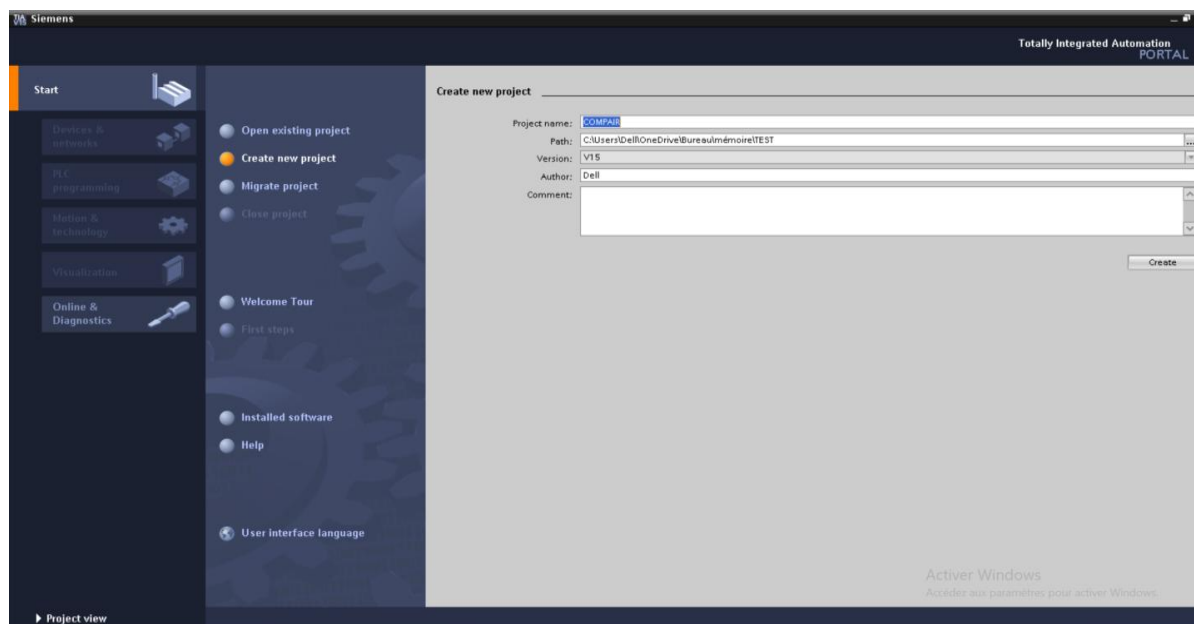 Siemens
Totally Integrated Automation
PORTAL
Start
Devices &
networks
PLC
programming
Motion &
technology
Visualization
Online &
Diagnostics
Open existing project
Create new project
Migrate project
Close project
Welcome Tour
First steps
Installed software
Help
User interface language
Create new project
Project name: COMPAIR
Path: C:\Users\Dell\OneDrive\Bureau\mémoire\TEST
Version: V15
Author: Dell
Comment:
Create
Activer Windows
Accéder aux paramètres pour activer Windows.
Project view